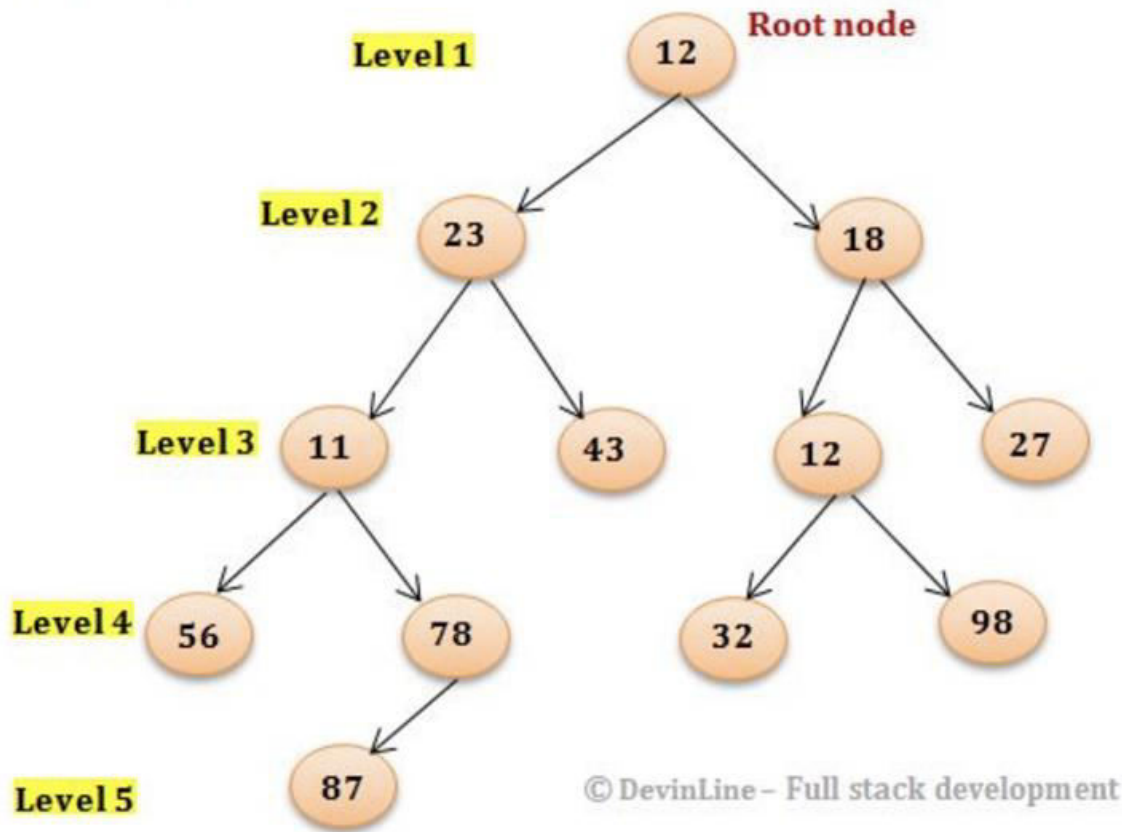 Level 1
12
Root node
Level 2
23
18
Level 3
11
43
12
27
Level 4
56
78
32
98
Level 5
87
© DevinLine – Full stack development